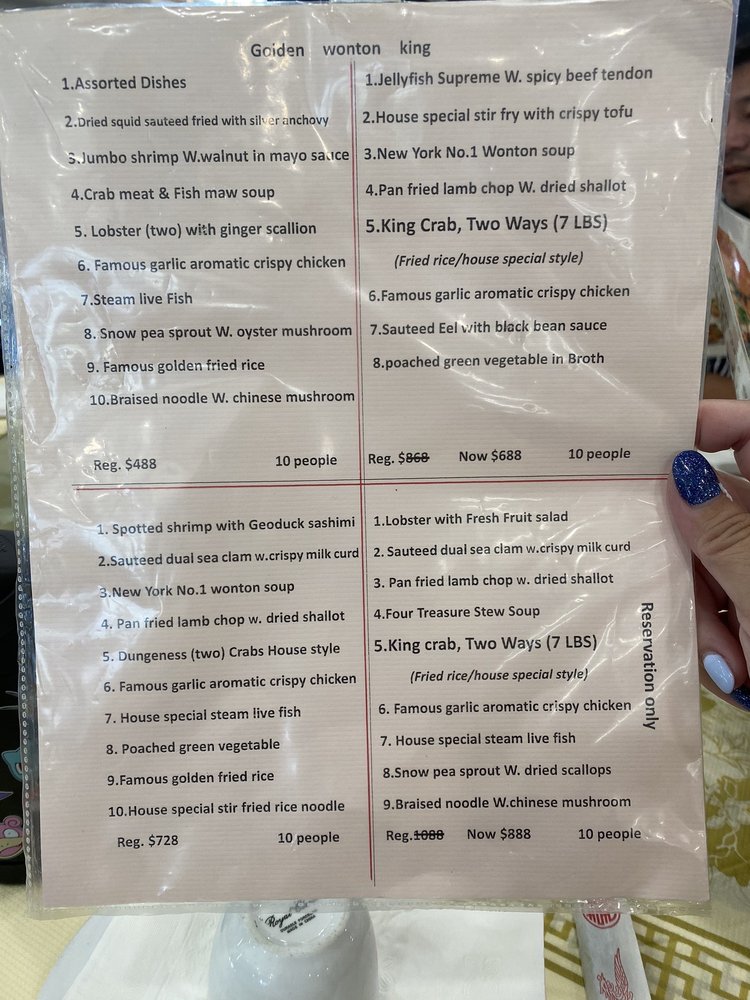 Golden wonton king
1.Assorted Dishes
2.Dried squid sauteed fried with silver anchovy
3.Jumbo shrimp W.walnut in mayo sauce
4.Crab meat & Fish maw soup
5. Lobster (two) with ginger scallion
6. Famous garlic aromatic crispy chicken
7.Steam live Fish
8. Snow pea sprout W. oyster mushroom
9. Famous golden fried rice
10.Braised noodle W. chinese mushroom
Reg. $488 10 people
1.Jellyfish Supreme W. spicy beef tendon
2.House special stir fry with crispy tofu
3.New York No.1 Wonton soup
4.Pan fried lamb chop W. dried shallot
5.King Crab, Two Ways (7 LBS)
(Fried rice/house special style)
6.Famous garlic aromatic crispy chicken
7.Sauteed Eel with black bean sauce
8.poached green vegetable in Broth
Reg. $868 Now $688 10 people
1. Spotted shrimp with Geoduck sashimi
2.Sauteed dual sea clam w.crispy milk curd
3.New York No.1 wonton soup
4. Pan fried lamb chop w. dried shallot
5. Dungeness (two) Crabs House style
6. Famous garlic aromatic crispy chicken
7. House special steam live fish
8. Poached green vegetable
9.Famous golden fried rice
10.House special stir fried rice noodle
Reg. $728 10 people
1.Lobster with Fresh Fruit salad
2. Sauteed dual sea clam w.crispy milk curd
3. Pan fried lamb chop w. dried shallot
4.Four Treasure Stew Soup
5.King crab, Two Ways (7 LBS)
(Fried rice/house special style)
6. Famous garlic aromatic crispy chicken
7. House special steam live fish
8.Snow pea sprout W. dried scallops
9.Braised noodle W.chinese mushroom
Reg.1088 Now $888 10 people
Reservation only
Royal